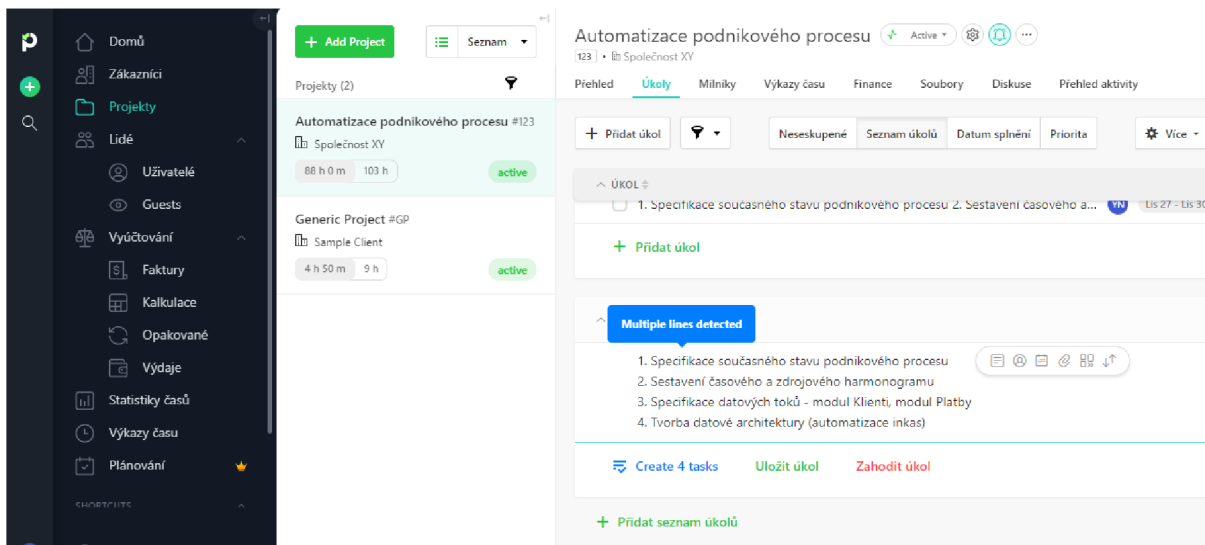 Domů
Zákazníci
Projekty
Lidé
Uživatelé
Guests
Vyúčtování
Faktury
Kalkulace
Opakované
Výdaje
Statistiky časů
Výkazy času
Plánování
SHORTCUTS
+ Add Project
Seznam
Projekty (2)
Automatizace podnikového procesu #123
Společnost XY
88 h 0 m 103 h
active
Generic Project #GP
Sample Client
4 h 50 m 9 h
active
Automatizace podnikového procesu Active
123 • Společnost XY
Přehled Úkoly Milníky Výkazy času Finance Soubory Diskuse Přehled aktivity
+ Přidat úkol
Neseskupené Seznam úkolů Datum splnění Priorita
Více
ÚKOL
1. Specifikace současného stavu podnikového procesu 2. Sestavení časového a... YN Lis 27 - Lis 30
+ Přidat úkol
Multiple lines detected
1. Specifikace současného stavu podnikového procesu
2. Sestavení časového a zdrojového harmonogramu
3. Specifikace datových toků - modul Klienti, modul Platby
4. Tvorba datové architektury (automatizace inkas)
Create 4 tasks Uložit úkol Zahodit úkol
+ Přidat seznam úkolů